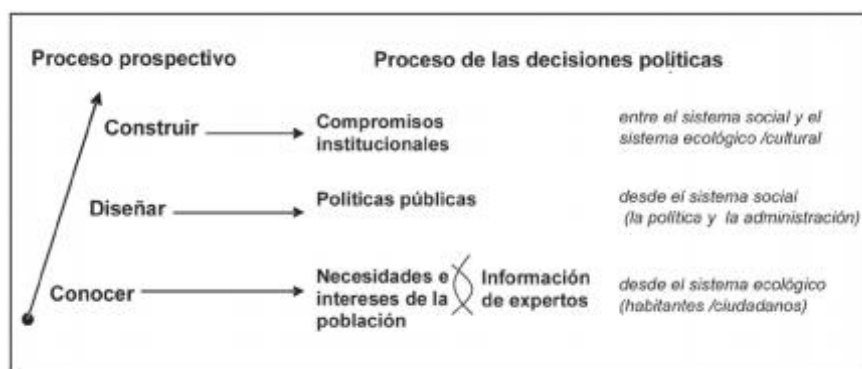 Proceso prospectivo
Proceso de las decisiones políticas
Construir
Compromisos
institucionales
entre el sistema social y el
sistema ecológico /cultural
Diseñar
Políticas públicas
desde el sistema social
(la política y la administración)
Conocer
Necesidades e
intereses de la
población
Información
de expertos
desde el sistema ecológico
(habitantes /ciudadanos)